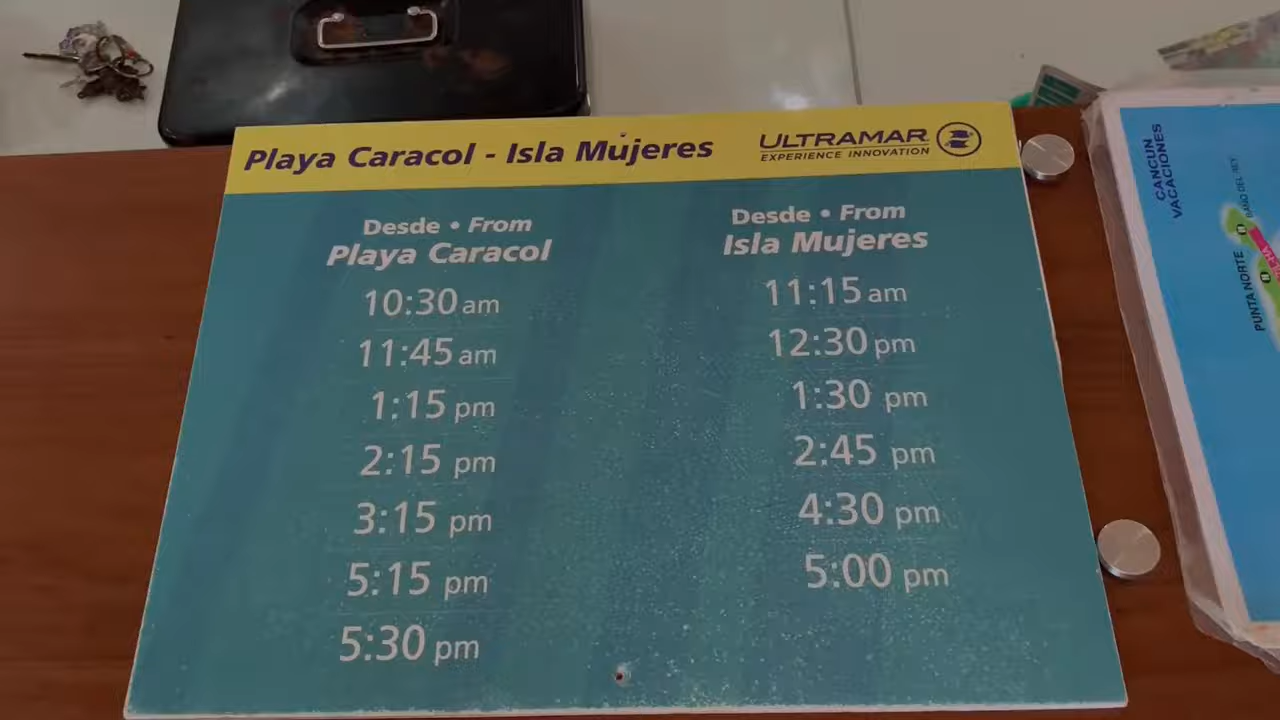 Playa Caracol - Isla Mujeres
ULTRAMAR
EXPERIENCE INNOVATION
Desde • From
Playa Caracol
10:30 am
11:45 am
1:15 pm
2:15 pm
3:15 pm
5:15 pm
5:30 pm
Desde • From
Isla Mujeres
11:15 am
12:30 pm
1:30 pm
2:45 pm
4:30 pm
5:00 pm
CANCUN
VACACIONES
PUNTA NORTE